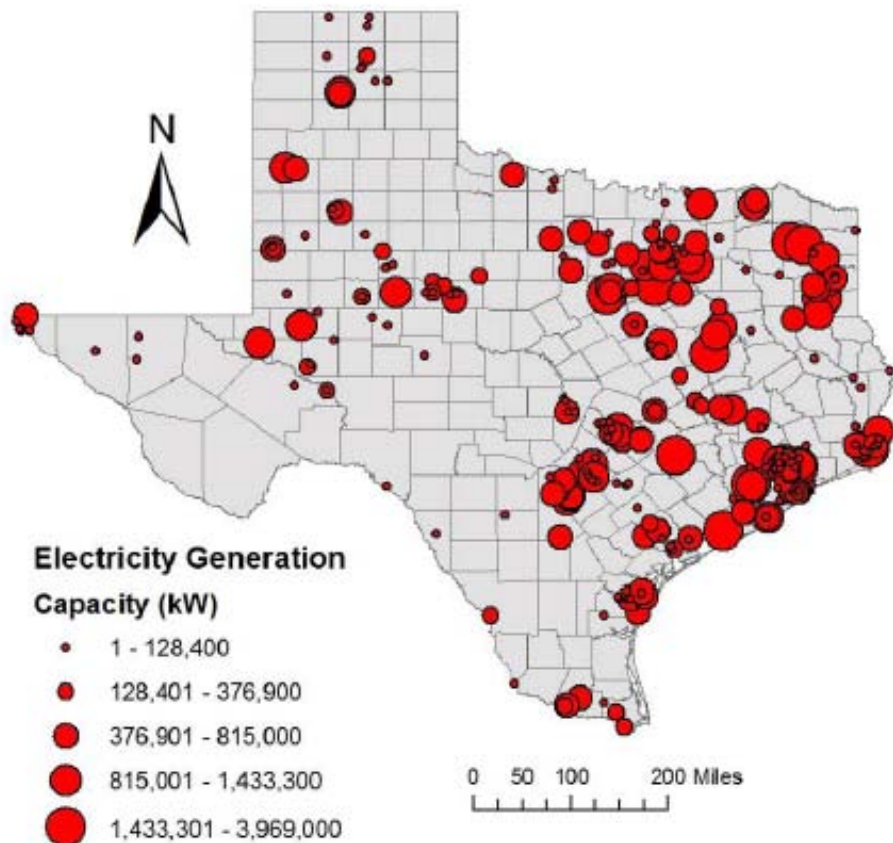 N
Electricity Generation
Capacity (kW)
1 - 128,400
128,401 - 376,900
376,901 - 815,000
815,001 - 1,433,300
1,433,301 - 3,969,000
0 50 100 200 Miles